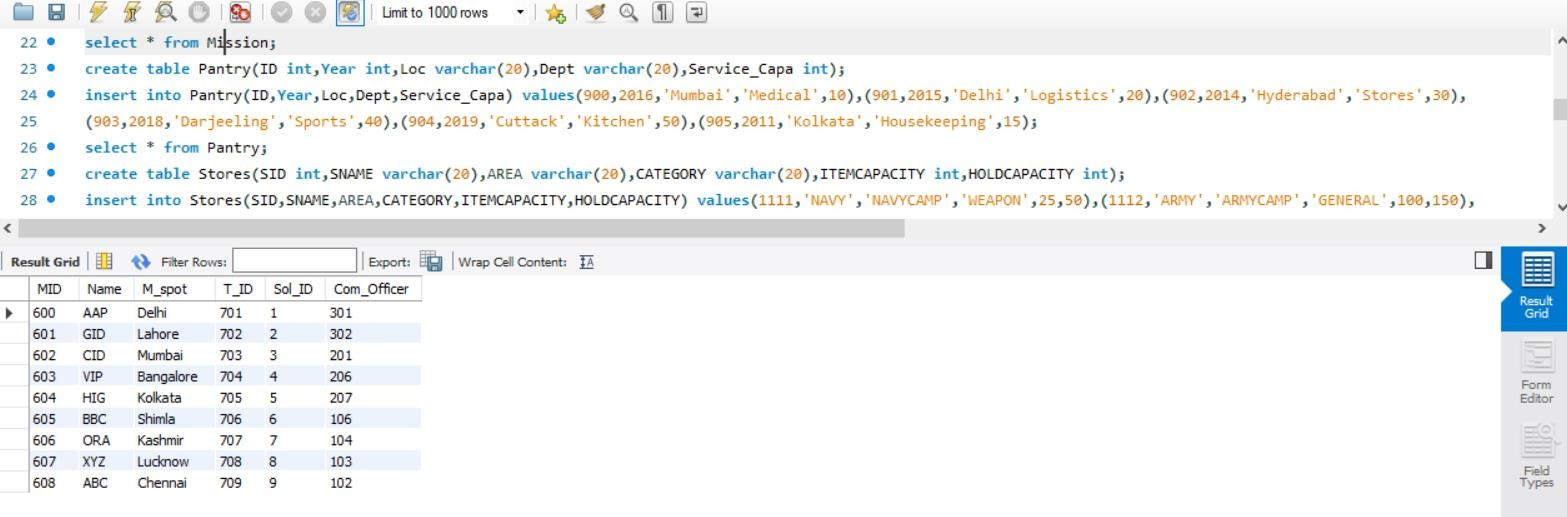 Limit to 1000 rows
22 select * from Mission;
23 create table Pantry(ID int,Year int,Loc varchar(20),Dept varchar(20),Service_Capa int);
24 insert into Pantry(ID,Year,Loc,Dept,Service_Capa) values(900,2016,'Mumbai','Medical',10),(901,2015,'Delhi','Logistics',20),(902,2014,'Hyderabad','Stores',30),
25 (903,2018,'Darjeeling','Sports',40),(904,2019,'Cuttack','Kitchen',50),(905,2011,'Kolkata','Housekeeping',15);
26 select * from Pantry;
27 create table Stores(SID int,SNAME varchar(20),AREA varchar(20),CATEGORY varchar(20),ITEMCAPACITY int,HOLDCAPACITY int);
28 insert into Stores(SID,SNAME,AREA,CATEGORY,ITEMCAPACITY,HOLDCAPACITY) values(1111,'NAVY','NAVYCAMP','WEAPON',25,50),(1112,'ARMY','ARMYCAMP','GENERAL',100,150),
Result Grid Filter Rows: Export: Wrap Cell Content: IA
MID Name M_spot T_ID Sol_ID Com_Officer
600 AAP Delhi 701 1 301
601 GID Lahore 702 2 302
602 CID Mumbai 703 3 201
603 VIP Bangalore 704 4 206
604 HIG Kolkata 705 5 207
605 BBC Shimla 706 6 106
606 ORA Kashmir 707 7 104
607 XYZ Lucknow 708 8 103
608 ABC Chennai 709 9 102
Result
Grid
Form
Editor
Field
Types